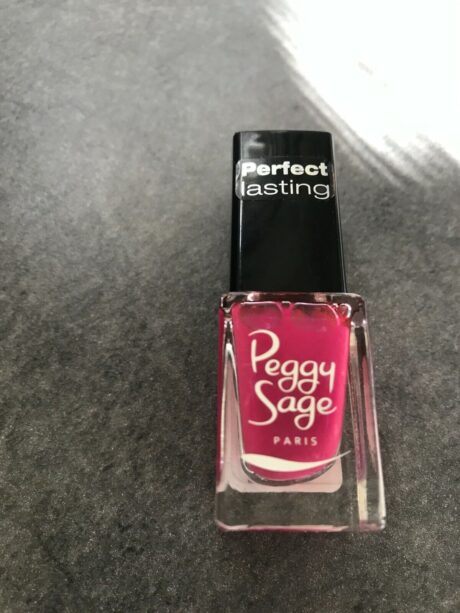 Perfect
lasting
Peggy
Sage
PARIS